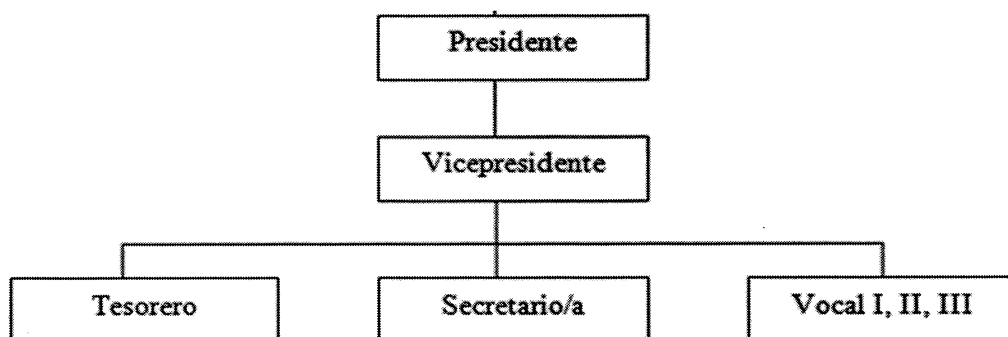 Presidente
Vicepresidente
Tesorero
Secretario/a
Vocal I, II, III